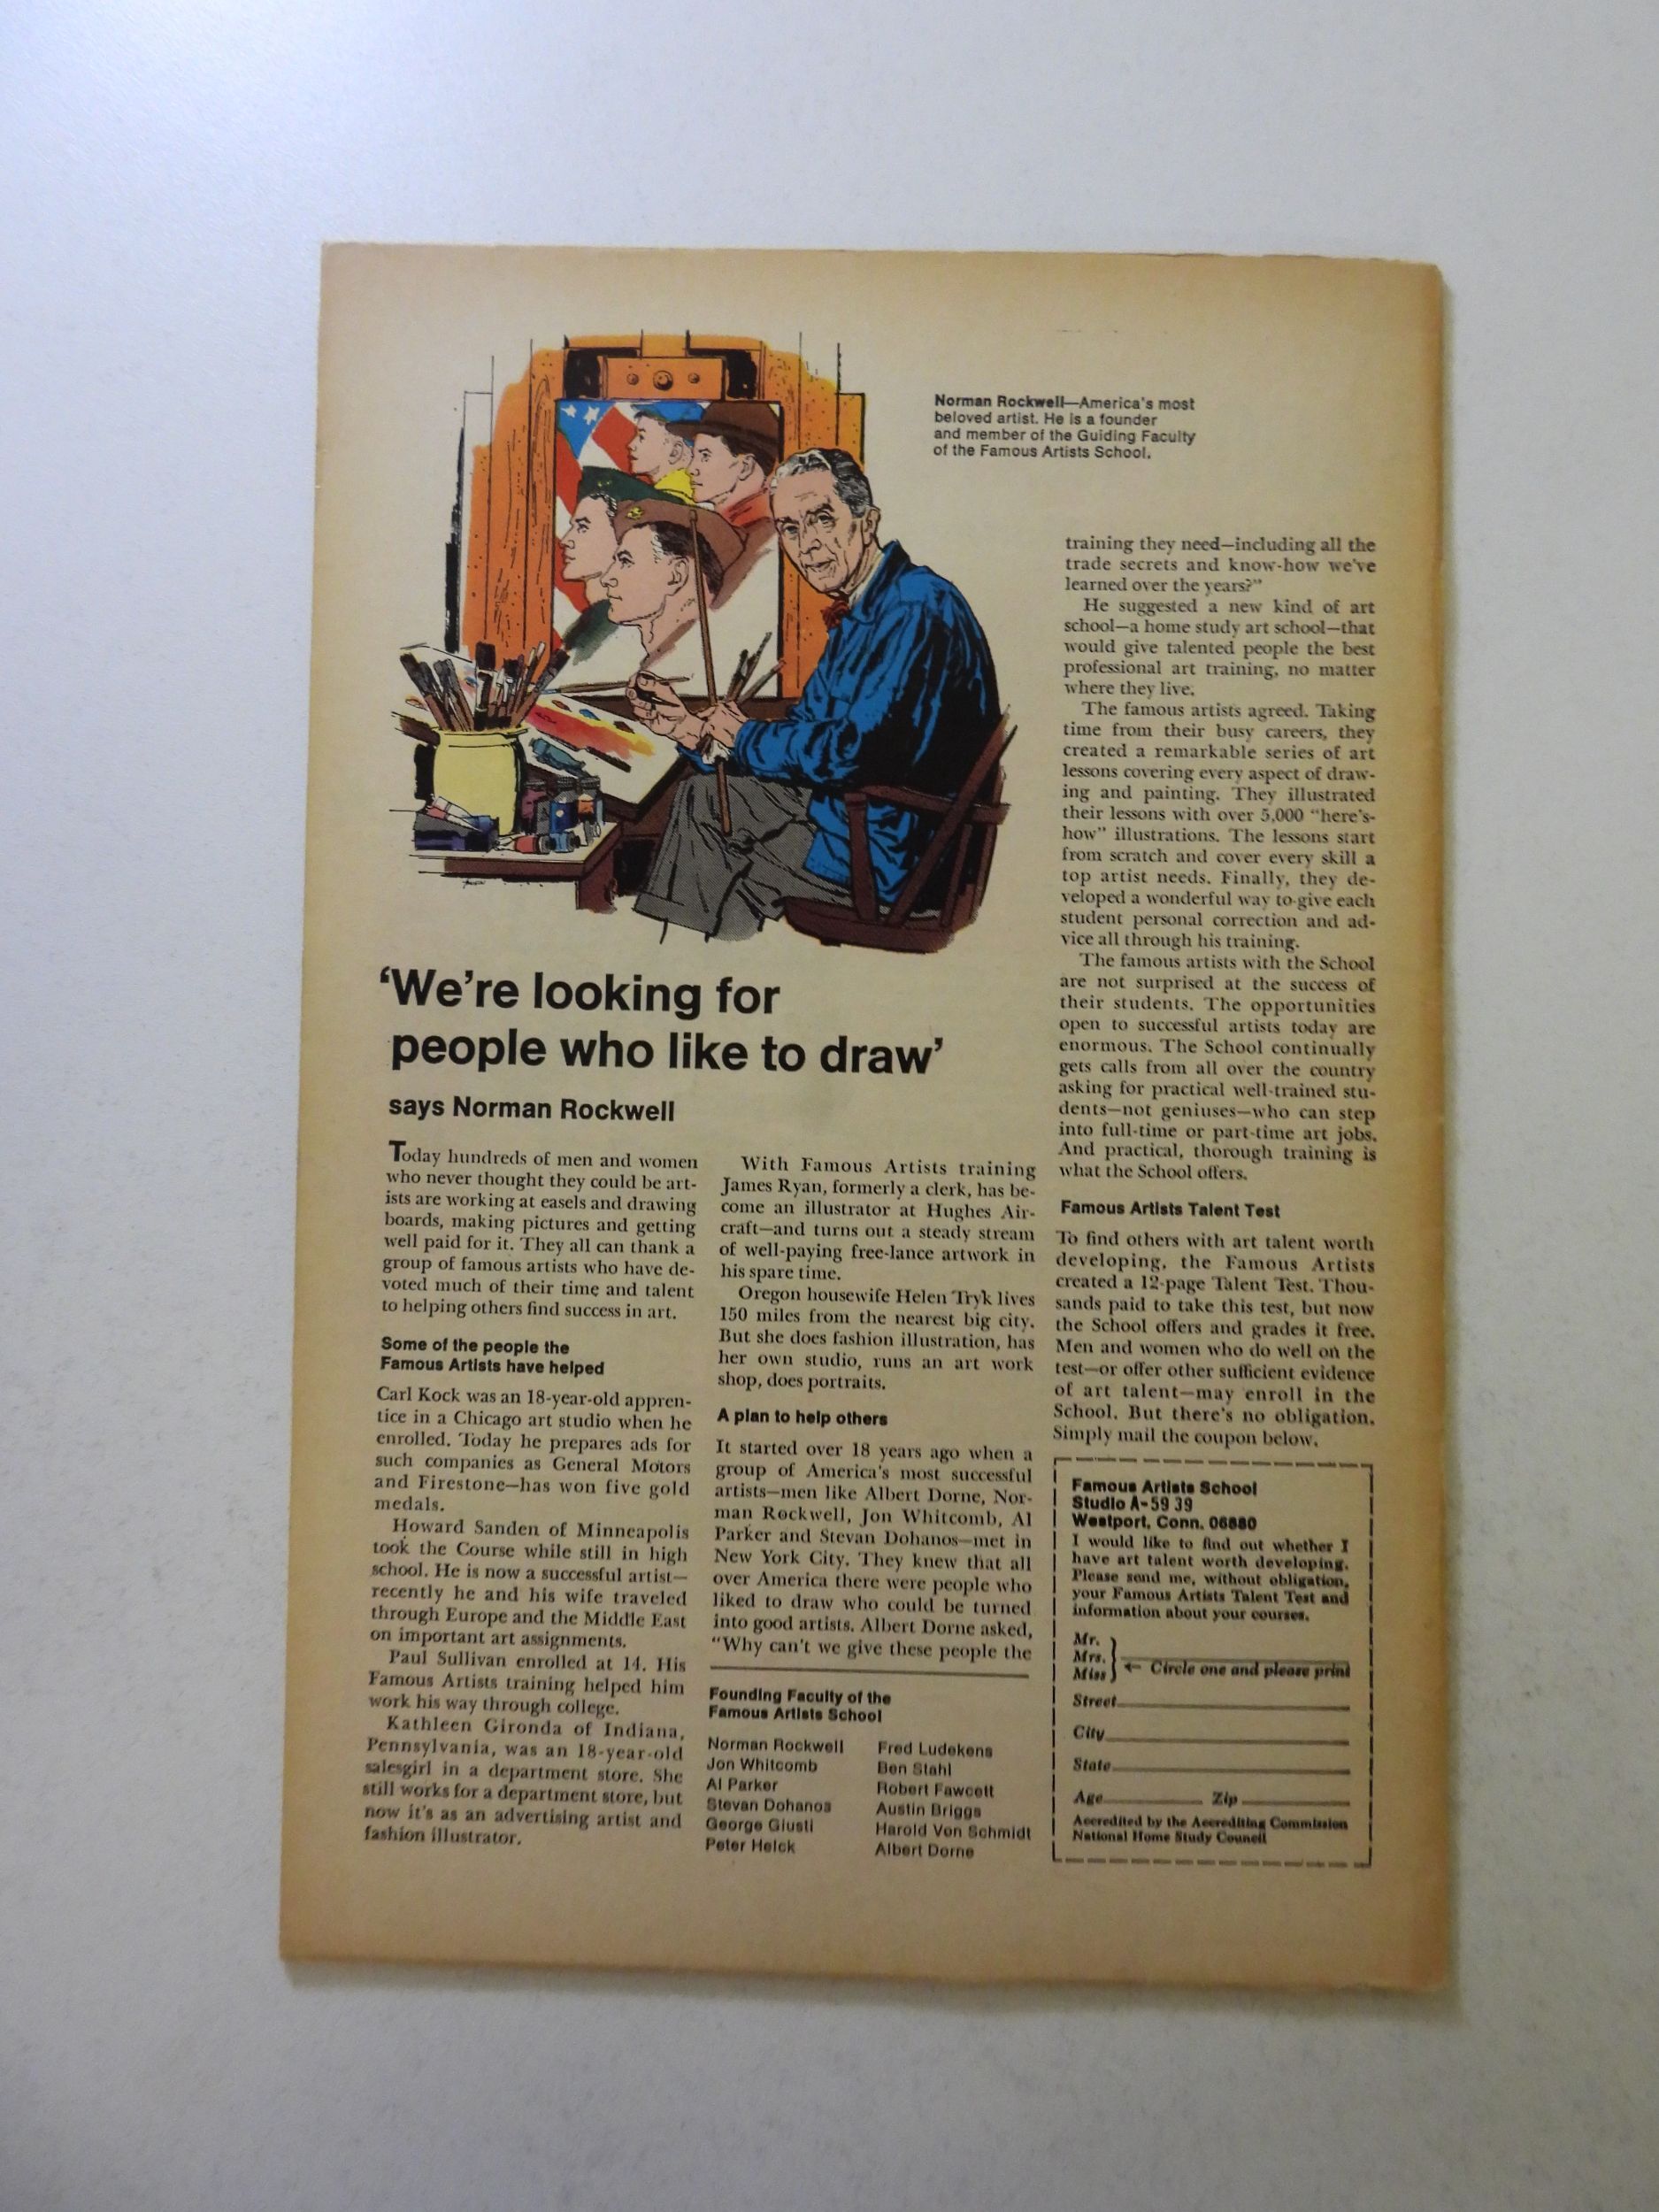 Norman Rockwell—America's most
beloved artist. He is a founder
and member of the Guiding Faculty
of the Famous Artists School.
'We're looking for
people who like to draw'
says Norman Rockwell
Today hundreds of men and women
who never thought they could be art-
ists are working at easels and drawing
boards, making pictures and getting
well paid for it. They all can thank a
group of famous artists who have de-
voted much of their time and talent
to helping others find success in art.
Some of the people the
Famous Artists have helped
Carl Kock was an 18-year-old appren-
tice in a Chicago art studio when he
enrolled. Today he prepares ads for
such companies as General Motors
and Firestone—has won five gold
medals.
Howard Sanden of Minneapolis
took the Course while still in high
school. He is now a successful artist—
recently he and his wife traveled
through Europe and the Middle East
on important art assignments.
Paul Sullivan enrolled at 14. His
Famous Artists training helped him
work his way through college.
Kathleen Gironda of Indiana,
Pennsylvania, was an 18-year-old
salesgirl in a department store. She
still works for a department store, but
now it's as an advertising artist and
fashion illustrator.
With Famous Artists training
James Ryan, formerly a clerk, has be-
come an illustrator at Hughes Air-
craft—and turns out a steady stream
of well-paying free-lance artwork in
his spare time.
Oregon housewife Helen Tryk lives
150 miles from the nearest big city.
But she does fashion illustration, has
her own studio, runs an art work
shop, does portraits.
A plan to help others
It started over 18 years ago when a
group of America's most successful
artists—men like Albert Dorne, Nor-
man Rockwell, Jon Whitcomb, Al
Parker and Stevan Dohanos—met in
New York City. They knew that all
over America there were people who
liked to draw who could be turned
into good artists. Albert Dorne asked,
"Why can't we give these people the
Founding Faculty of the
Famous Artists School
Norman Rockwell
Jon Whitcomb
Al Parker
Stevan Dohanos
George Giusti
Peter Helck
Fred Ludekens
Ben Stahl
Robert Fawcett
Austin Briggs
Harold Von Schmidt
Albert Dorne
training they need—including all the
trade secrets and know-how we've
learned over the years?"
He suggested a new kind of art
school—a home study art school—that
would give talented people the best
professional art training, no matter
where they live.
The famous artists agreed. Taking
time from their busy careers, they
created a remarkable series of art
lessons covering every aspect of draw-
ing and painting. They illustrated
their lessons with over 5,000 "here's-
how" illustrations. The lessons start
from scratch and cover every skill a
top artist needs. Finally, they de-
veloped a wonderful way to give each
student personal correction and ad-
vice all through his training.
The famous artists with the School
are not surprised at the success of
their students. The opportunities
open to successful artists today are
enormous. The School continually
gets calls from all over the country
asking for practical well-trained stu-
dents—not geniuses—who can step
into full-time or part-time art jobs.
And practical, thorough training is
what the School offers.
Famous Artists Talent Test
To find others with art talent worth
developing, the Famous Artists
created a 12-page Talent Test. Thou-
sands paid to take this test, but now
the School offers and grades it free.
Men and women who do well on the
test—or offer other sufficient evidence
of art talent—may enroll in the
School. But there's no obligation.
Simply mail the coupon below.
Famous Artists School
Studio A-59 39
Westport, Conn. 06880
I would like to find out whether I
have art talent worth developing.
Please send me, without obligation,
your Famous Artists Talent Test and
information about your courses.
Mr.
Mrs.
Miss
Circle one and please print
Street
City
State
Age Zip
Accredited by the Accrediting Commission
National Home Study Council